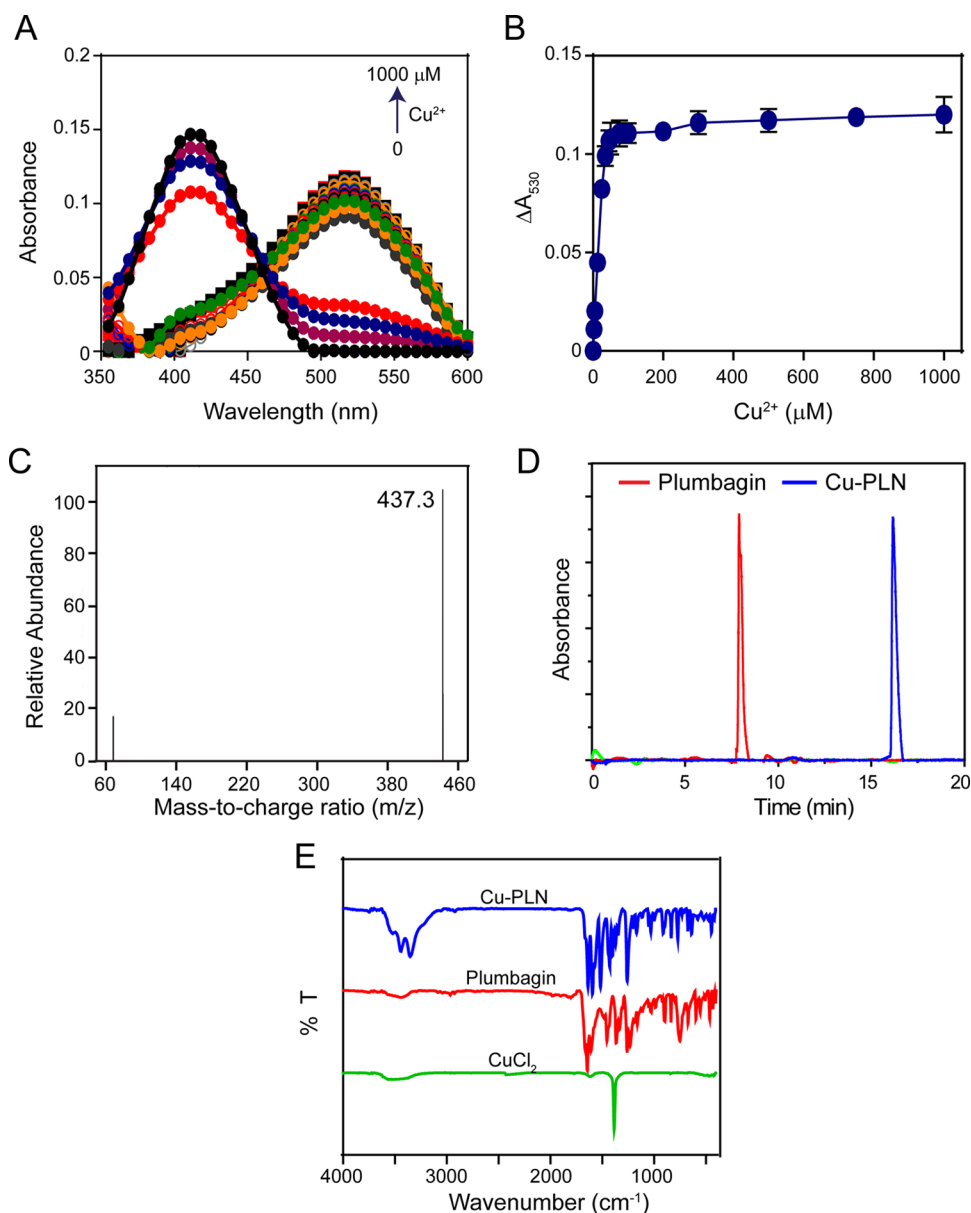 A
0.2
0.15
0.1
0.05
0
Absorbance
1000 μM
Cu²⁺
0
350 400 450 500 550 600
Wavelength (nm)
B
0.15
0.1
0.05
0
ΔA₅₃₀
0 200 400 600 800 1000
Cu²⁺ (μM)
C
437.3
100
80
60
40
20
0
Relative Abundance
60 140 220 300 380 460
Mass-to-charge ratio (m/z)
D
Plumbagin Cu-PLN
Absorbance
0 5 10 15 20
Time (min)
E
Cu-PLN
Plumbagin
CuCl₂
% T
4000 3000 2000 1000
Wavenumber (cm⁻¹)